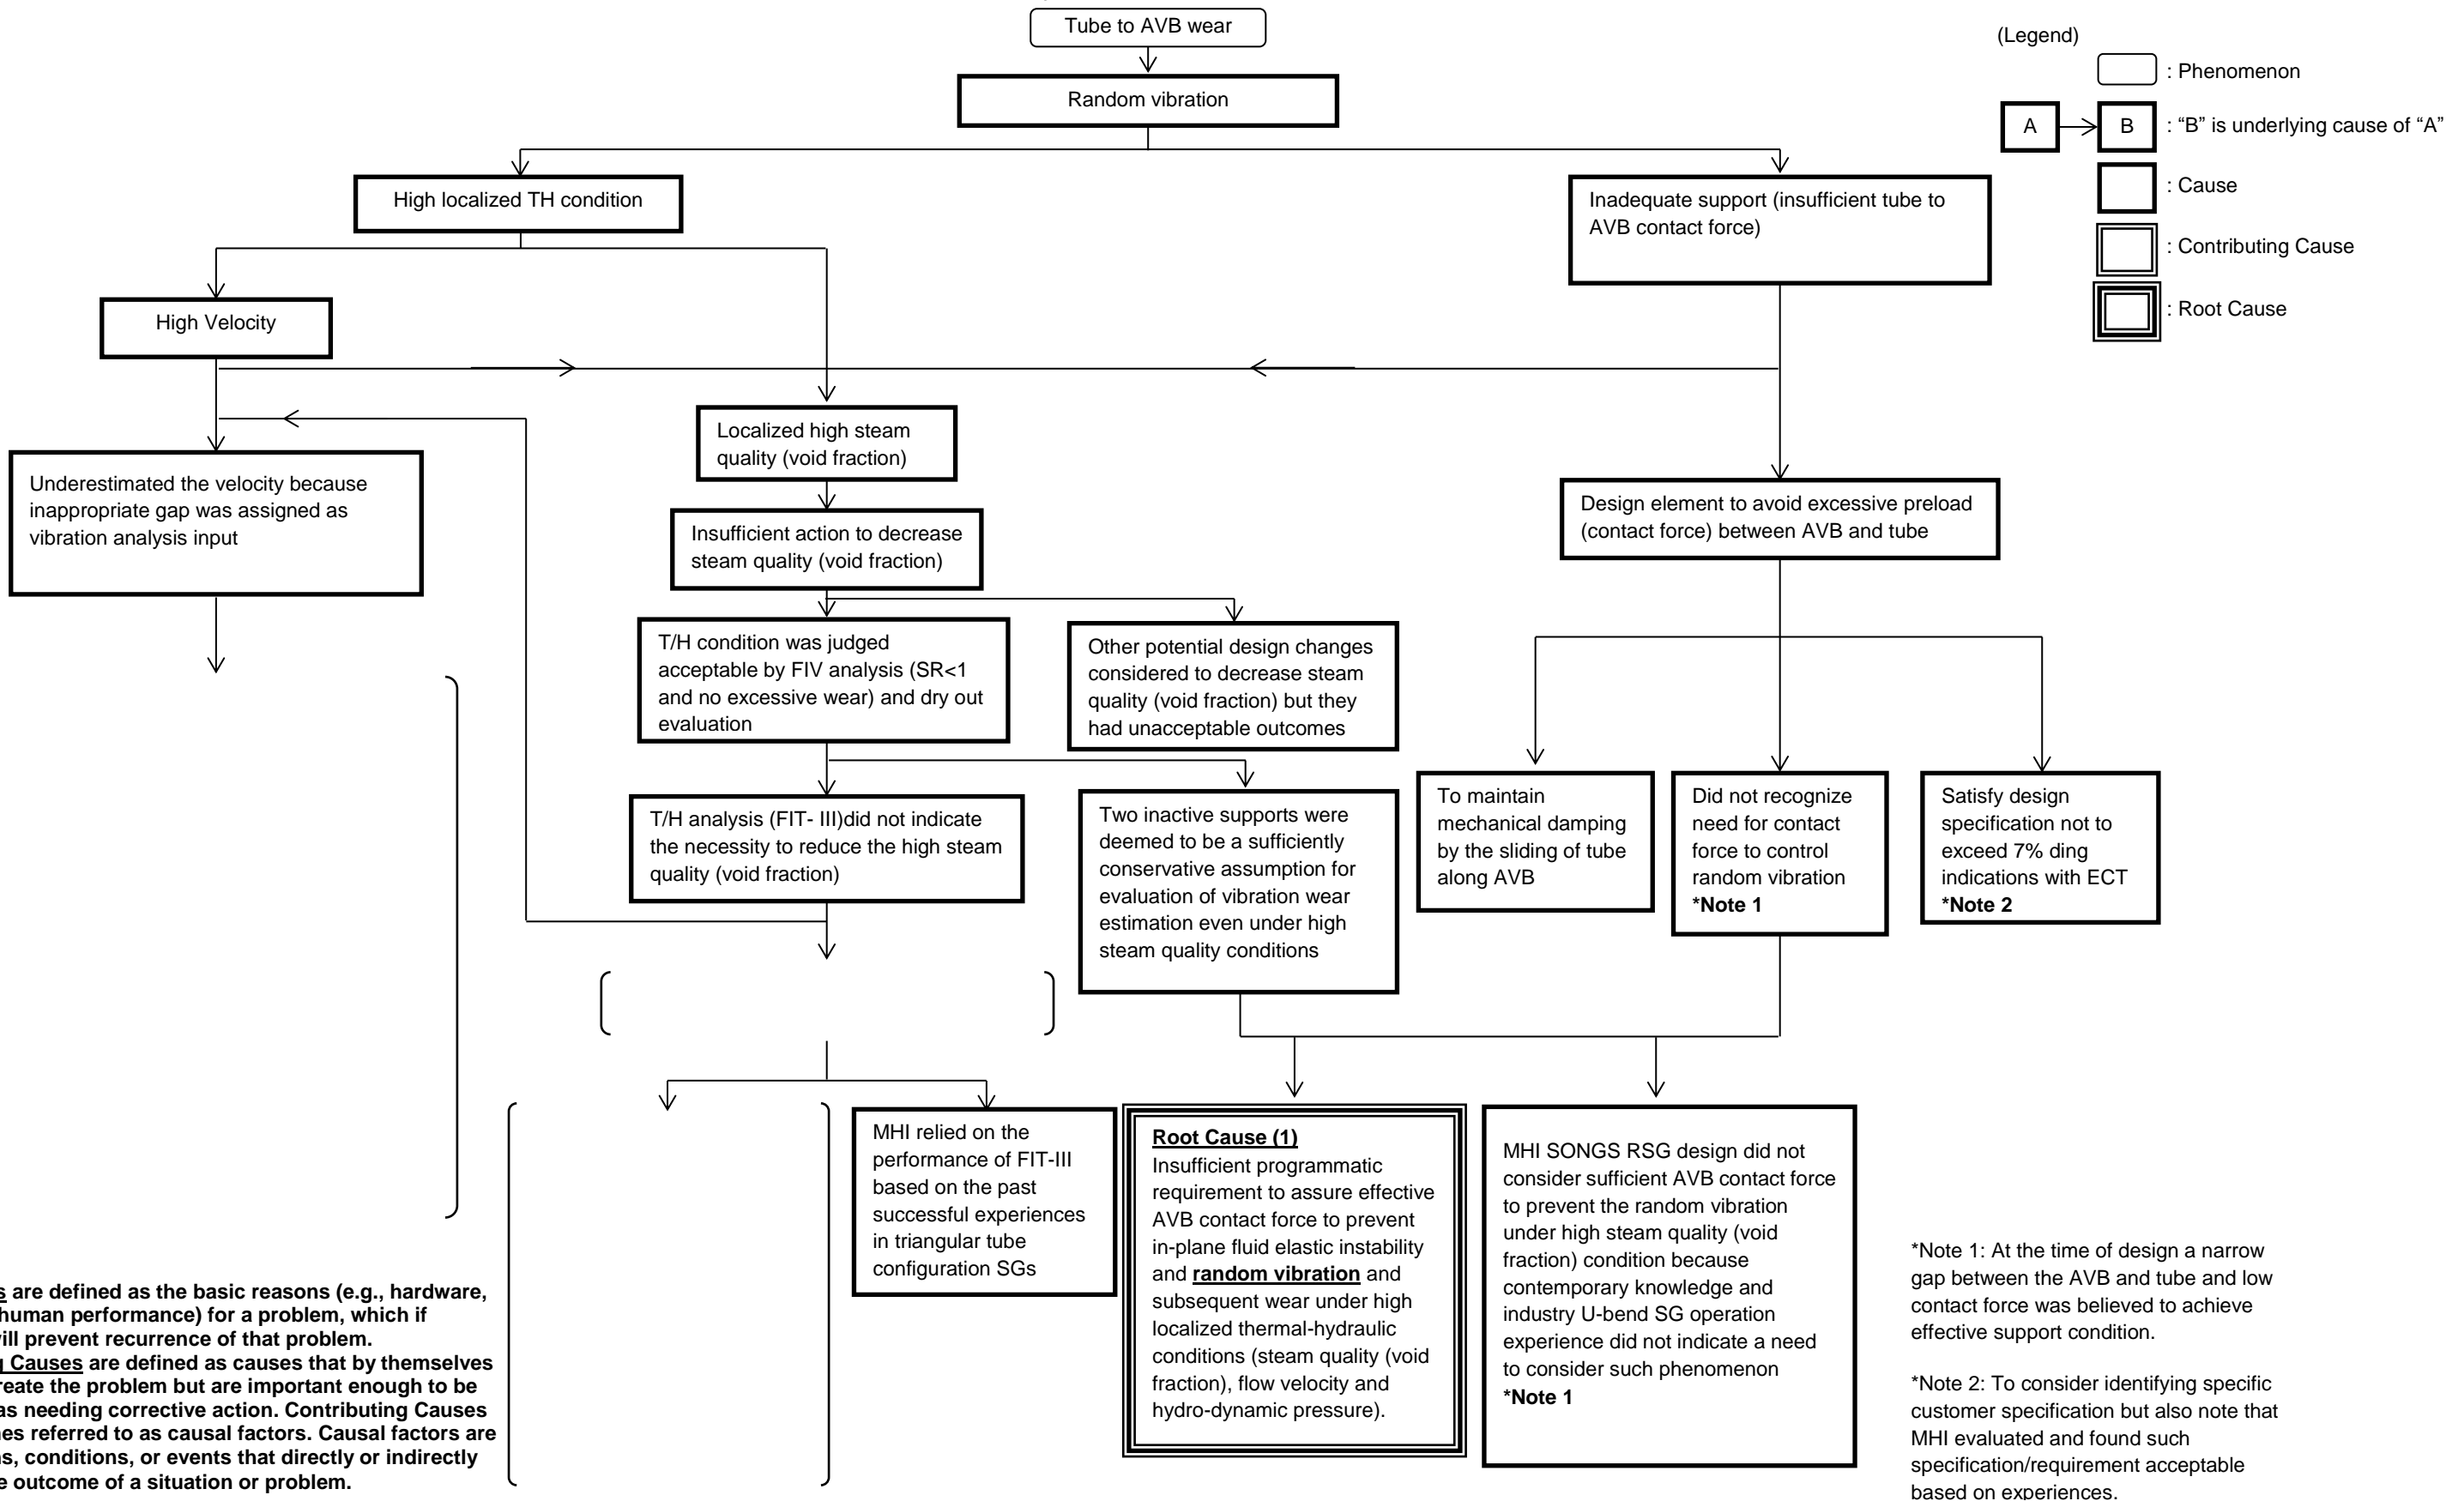 Tube to AVB wear
Random vibration
(Legend)
: Phenomenon
A
B
: “B” is underlying cause of “A”
: Cause
: Contributing Cause
: Root Cause
High localized TH condition
Inadequate support (insufficient tube to
AVB contact force)
High Velocity
Localized high steam
quality (void fraction)
Underestimated the velocity because
inappropriate gap was assigned as
vibration analysis input
Design element to avoid excessive preload
(contact force) between AVB and tube
Insufficient action to decrease
steam quality (void fraction)
T/H condition was judged
acceptable by FIV analysis (SR<1
and no excessive wear) and dry out
evaluation
Other potential design changes
considered to decrease steam
quality (void fraction) but they
had unacceptable outcomes
T/H analysis (FIT- III)did not indicate
the necessity to reduce the high steam
quality (void fraction)
Two inactive supports were
deemed to be a sufficiently
conservative assumption for
evaluation of vibration wear
estimation even under high
steam quality conditions
To maintain
mechanical damping
by the sliding of tube
along AVB
Did not recognize
need for contact
force to control
random vibration
*Note 1
Satisfy design
specification not to
exceed 7% ding
indications with ECT
*Note 2
MHI relied on the
performance of FIT-III
based on the past
successful experiences
in triangular tube
configuration SGs
Root Cause (1)
Insufficient programmatic
requirement to assure effective
AVB contact force to prevent
in-plane fluid elastic instability
and random vibration and
subsequent wear under high
localized thermal-hydraulic
conditions (steam quality (void
fraction), flow velocity and
hydro-dynamic pressure).
MHI SONGS RSG design did not
consider sufficient AVB contact force
to prevent the random vibration
under high steam quality (void
fraction) condition because
contemporary knowledge and
industry U-bend SG operation
experience did not indicate a need
to consider such phenomenon
*Note 1
*Note 1: At the time of design a narrow
gap between the AVB and tube and low
contact force was believed to achieve
effective support condition.
*Note 2: To consider identifying specific
customer specification but also note that
MHI evaluated and found such
specification/requirement acceptable
based on experiences.
are defined as the basic reasons (e.g., hardware,
human performance) for a problem, which if
will prevent recurrence of that problem.
Causes are defined as causes that by themselves
create the problem but are important enough to be
as needing corrective action. Contributing Causes
referred to as causal factors. Causal factors are
conditions, or events that directly or indirectly
outcome of a situation or problem.